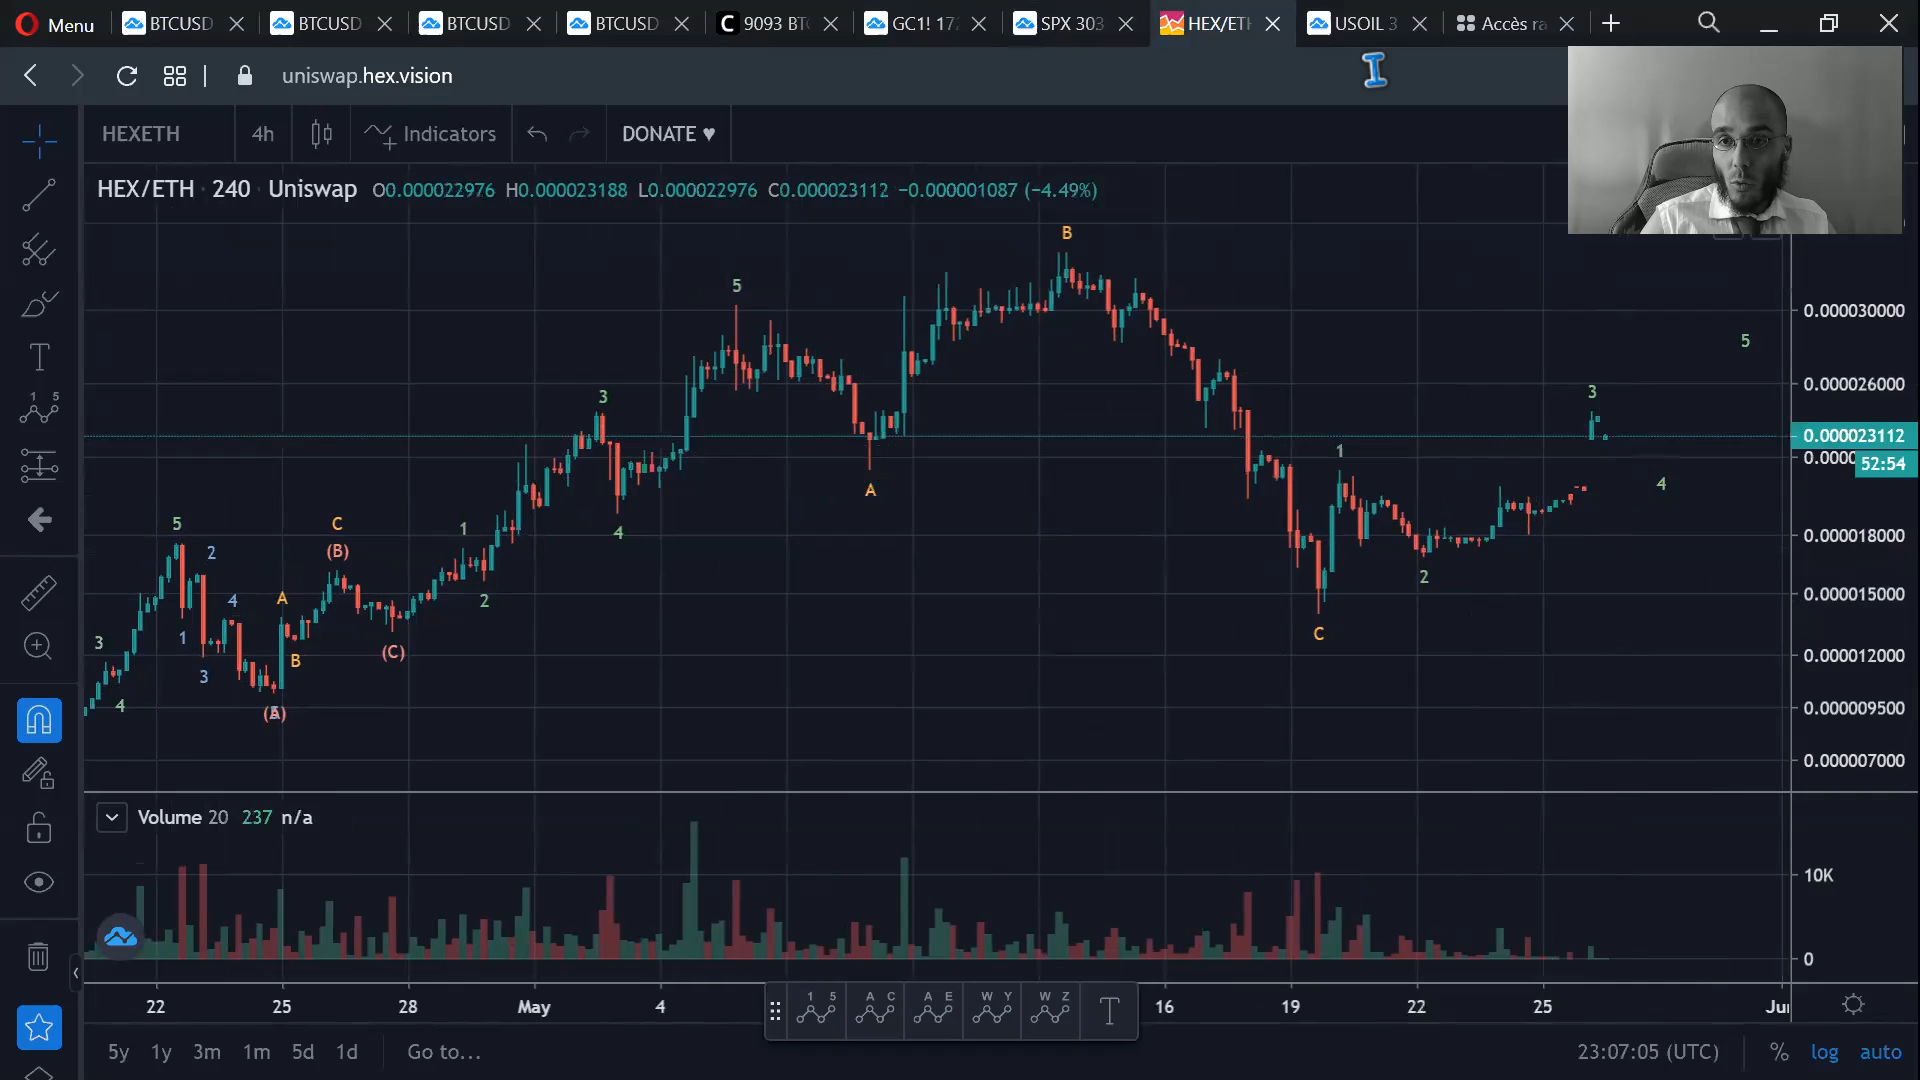 Menu BTCUSD BTCUSD BTCUSD BTCUSD 9093 BT GC1! 17 SPX 303 HEX/ETH USOIL 3 Accès ra
uniswap.hex.vision
HEXETH 4h Indicators DONATE ♥
HEX/ETH · 240 · Uniswap O0.000022976 H0.000023188 L0.000022976 C0.000023112 −0.000001087 (−4.49%)
B
5
0.000030000
5
0.000026000
3
3
0.000023112
0.0000
52:54
1
A
4
5
C
1
4
0.000018000
(B)
2
2
4
A
2
0.000015000
1
C
3
B
(C)
0.000012000
3
4
0.000009500
0.000007000
Volume 20 237 n/a
10K
0
22 25 28 May 4 16 19 22 25 Jun
1 5 A C A E W Y W Z T
5y 1y 3m 1m 5d 1d Go to... 23:07:05 (UTC) % log auto